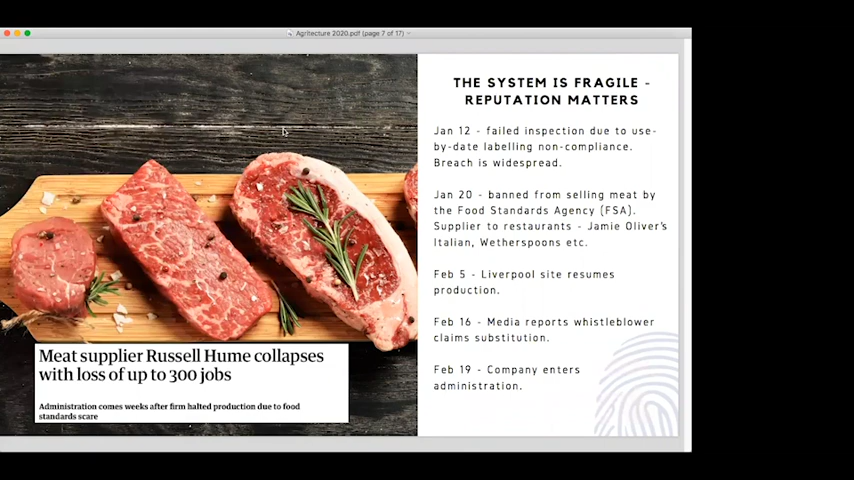 Agritecture 2020.pdf (page 7 of 17)
THE SYSTEM IS FRAGILE -
REPUTATION MATTERS
Jan 12 - failed inspection due to use-
by-date labelling non-compliance.
Breach is widespread.
Jan 20 - banned from selling meat by
the Food Standards Agency (FSA).
Supplier to restaurants - Jamie Oliver's
Italian, Wetherspoons etc.
Feb 5 - Liverpool site resumes
production.
Feb 16 - Media reports whistleblower
claims substitution.
Feb 19 - Company enters
administration.
Meat supplier Russell Hume collapses
with loss of up to 300 jobs
Administration comes weeks after firm halted production due to food
standards scare